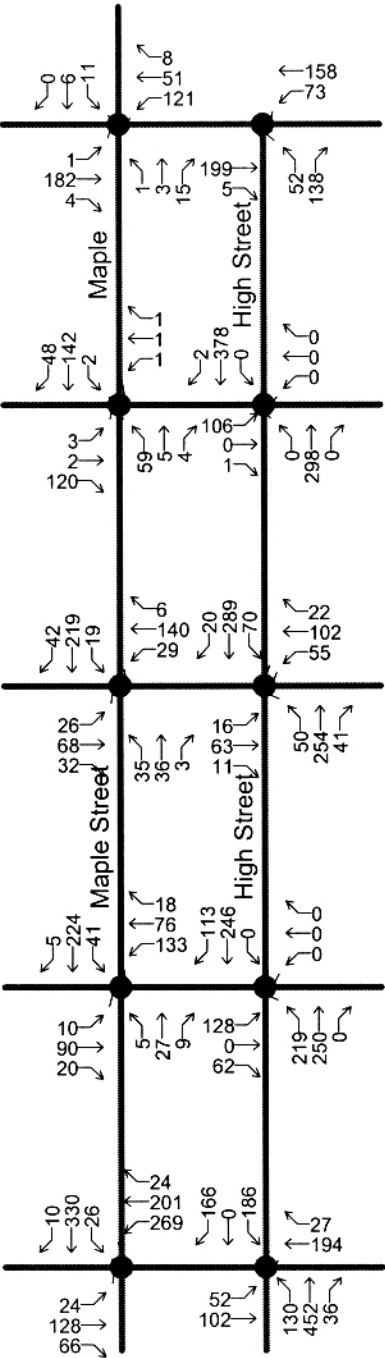 0 6 11
8
51
121
158
73
1
182
4
1 3 15
199
5
52 138
Maple
High Street
48 142 2
1
1
1
2 378 0
0
0
0
3
2
120
59 5 4
106
0
1
0 298 0
42 219 19
6
140
29
20 289 70
22
102
55
26
68
32
35 36 3
16
63
11
50 254 41
Maple Street
High Street
5 224 41
18
76
133
113 246 0
0
0
0
10
90
20
5 27 9
128
0
62
219 250 0
10 330 26
24
201
269
166 0 186
27
194
24
128
66
52
102
130 452 36